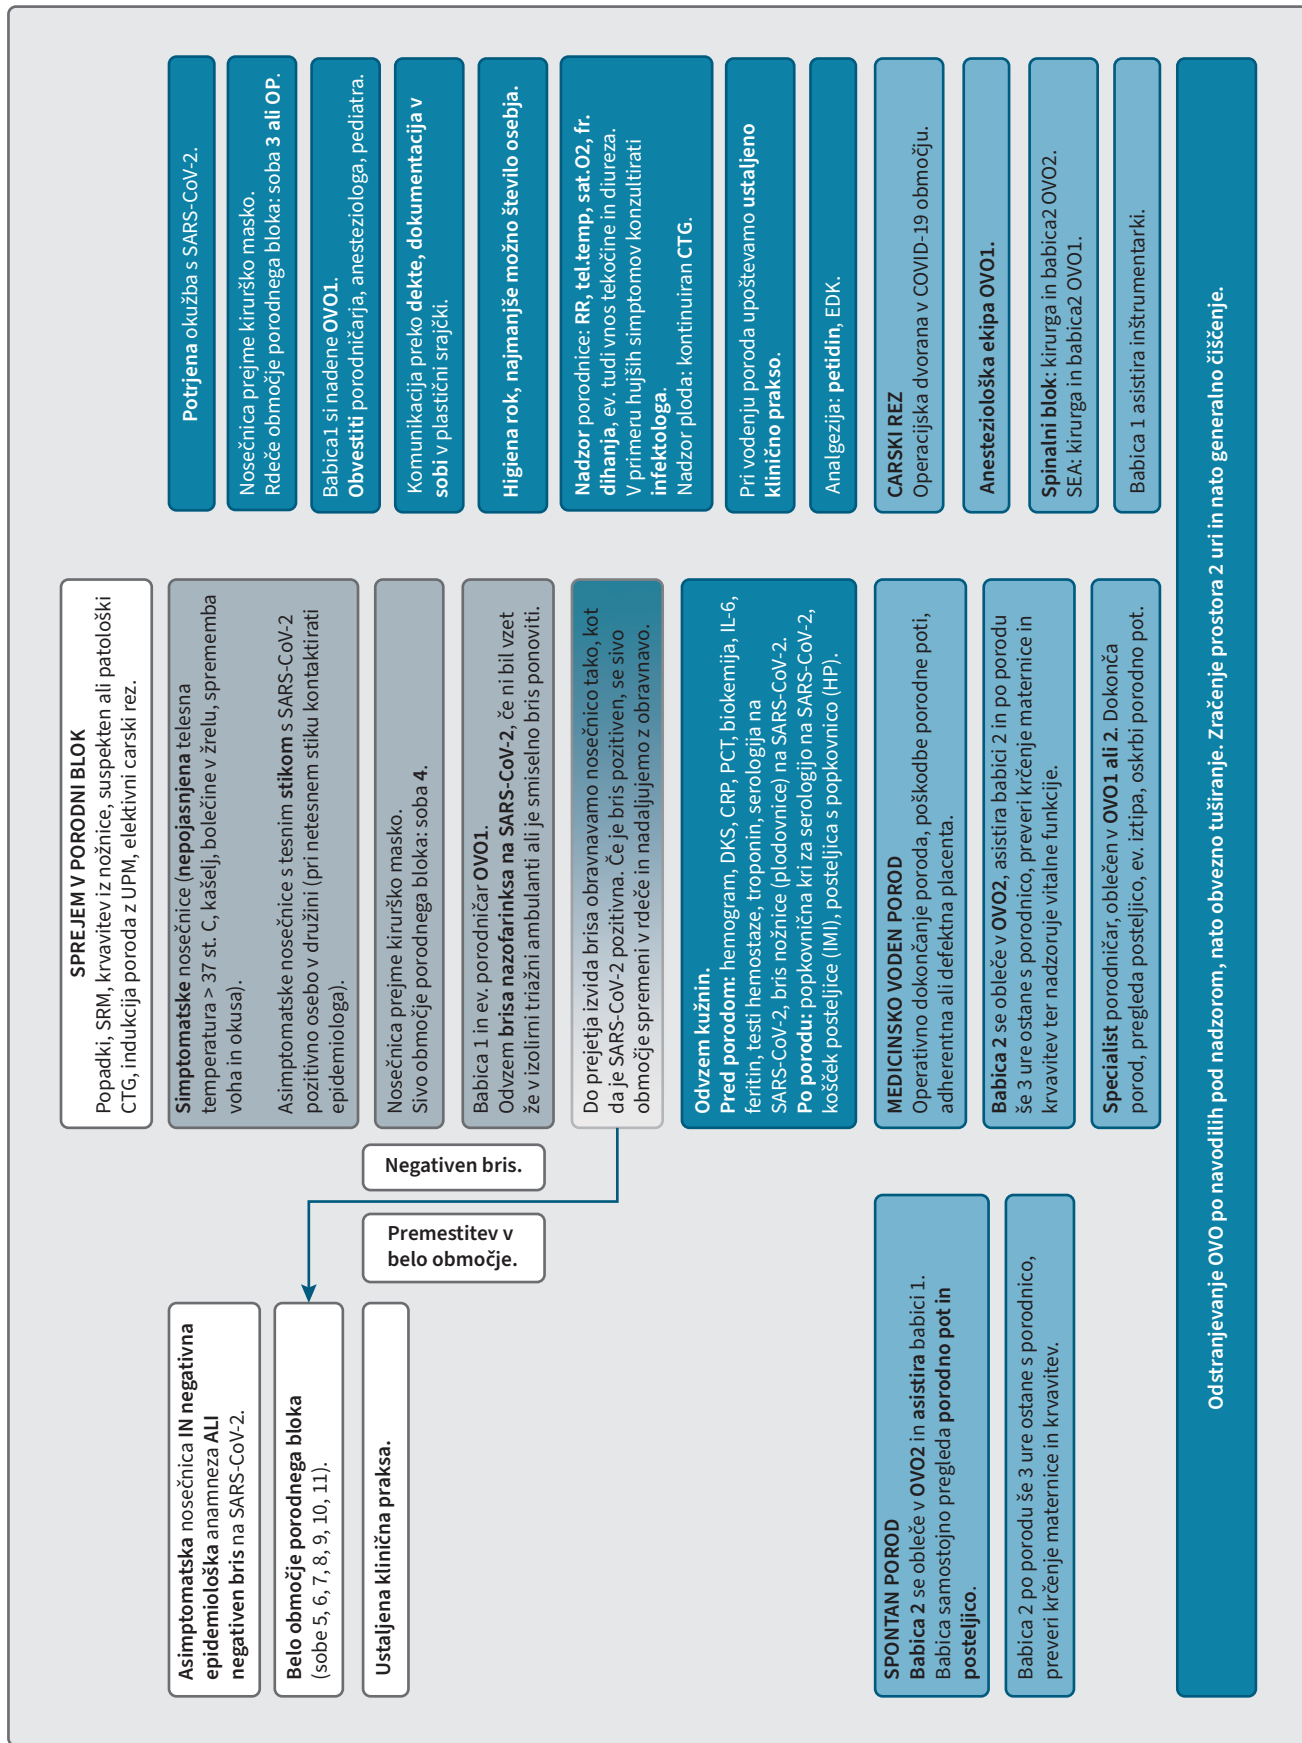 SPREJEM V PORODNI BLOK
Popadki, SRM, krvavitev iz nožnice, suspekten ali patološki
CTG, indukcija poroda z UPM, elektivni carski rez.
Asimptomatska nosečnica IN negativna
epidemiološka anamneza ALI
negativen bris na SARS-CoV-2.
Belo območje porodnega bloka
(sobe 5, 6, 7, 8, 9, 10, 11).
Ustaljena klinična praksa.
Negativen bris.
Premestitev v
belo območje.
Simptomatske nosečnice (nepojasnjena telesna
temperatura > 37 st. C, kašelj, bolečine v žrelu, sprememba
voha in okusa).
Asimptomatske nosečnice s tesnim stikom s SARS-CoV-2
pozitivno osebo v družini (pri netesnem stiku kontaktirati
epidemiologa).
Nosečnica prejme kirurško masko.
Sivo območje porodnega bloka: soba 4.
Babica 1 in ev. porodničar OVO1.
Odvzem brisa nazofarinksa na SARS-CoV-2, če ni bil vzet
že v izolirni triažni ambulanti ali je smiselno bris ponoviti.
Do prejetja izvida brisa obravnavamo nosečnico tako, kot
da je SARS-CoV-2 pozitivna. Če je bris pozitiven, se sivo
območje spremeni v rdeče in nadaljujemo z obravnavo.
Potrjena okužba s SARS-CoV-2.
Nosečnica prejme kirurško masko.
Rdeče območje porodnega bloka: soba 3 ali OP.
Babica1 si nadene OVO1.
Obvestiti porodničarja, anesteziologa, pediatra.
Komunikacija preko dekte, dokumentacija v
sobi v plastični srajčki.
Higiena rok, najmanjše možno število osebja.
Nadzor porodnice: RR, tel.temp, sat.O2, fr.
dihanja, ev. tudi vnos tekočine in diureza.
V primeru hujših simptomov konzultirati
infektologa.
Nadzor ploda: kontinuiran CTG.
Pri vodenju poroda upoštevamo ustaljeno
klinično prakso.
Analgezija: petidin, EDK.
Odvzem kužnin.
Pred porodom: hemogram, DKS, CRP, PCT, biokemija, IL-6,
feritin, testi hemostaze, troponin, serologija na
SARS-CoV-2, bris nožnice (plodovnice) na SARS-CoV-2.
Po porodu: popkovnična kri za serologijo na SARS-CoV-2,
košček posteljice (IMI), posteljica s popkovnico (HP).
SPONTAN POROD
Babica 2 se obleče v OVO2 in asistira babici 1.
Babica samostojno pregleda porodno pot in
posteljico.
Babica 2 po porodu še 3 ure ostane s porodnico,
preveri krčenje maternice in krvavitev.
MEDICINSKO VODEN POROD
Operativno dokončanje poroda, poškodbe porodne poti,
adherentna ali defektna placenta.
Babica 2 se obleče v OVO2, asistira babici 2 in po porodu
še 3 ure ostane s porodnico, preveri krčenje maternice in
krvavitev ter nadzoruje vitalne funkcije.
Specialist porodničar, oblečen v OVO1 ali 2. Dokonča
porod, pregleda posteljico, ev. iztipa, oskrbi porodno pot.
CARSKI REZ
Operacijska dvorana v COVID-19 območju.
Anesteziološka ekipa OVO1.
Spinalni blok: kirurga in babica2 OVO2.
SEA: kirurga in babica2 OVO1.
Babica 1 asistira inštrumentarki.
Odstranjevanje OVO po navodilih pod nadzorom, nato obvezno tuširanje. Zračenje prostora 2 uri in nato generalno čiščenje.